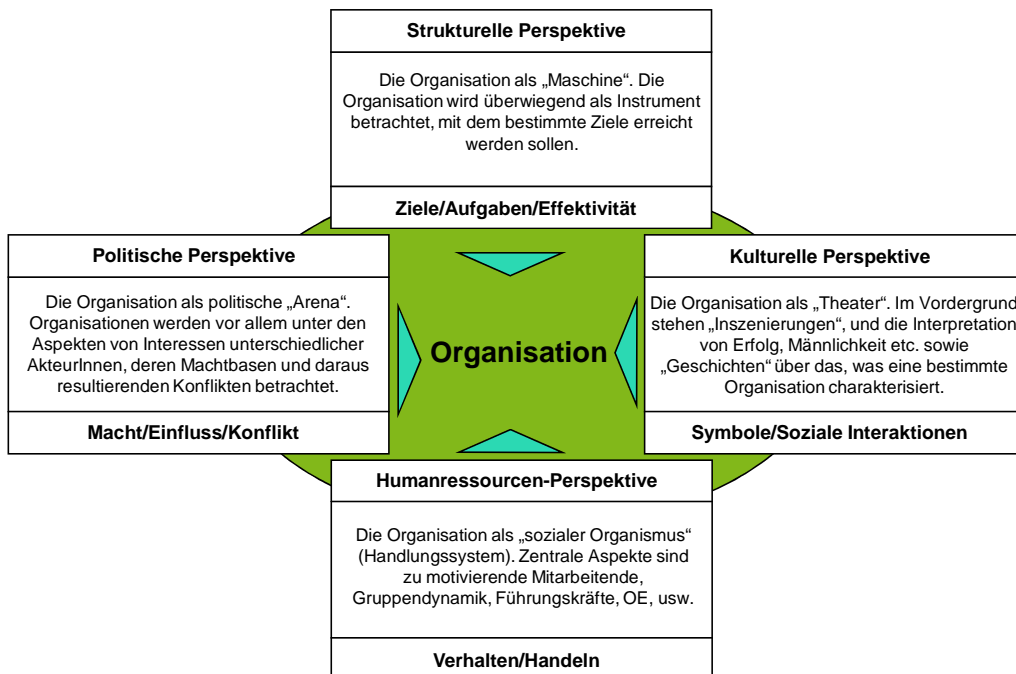 Strukturelle Perspektive
Die Organisation als „Maschine“. Die
Organisation wird überwiegend als Instrument
betrachtet, mit dem bestimmte Ziele erreicht
werden sollen.
Ziele/Aufgaben/Effektivität
Politische Perspektive
Die Organisation als politische „Arena“.
Organisationen werden vor allem unter den
Aspekten von Interessen unterschiedlicher
AkteurInnen, deren Machtbasen und daraus
resultierenden Konflikten betrachtet.
Macht/Einfluss/Konflikt
Organisation
Kulturelle Perspektive
Die Organisation als „Theater“. Im Vordergrund
stehen „Inszenierungen“, und die Interpretation
von Erfolg, Männlichkeit etc. sowie
„Geschichten“ über das, was eine bestimmte
Organisation charakterisiert.
Symbole/Soziale Interaktionen
Humanressourcen-Perspektive
Die Organisation als „sozialer Organismus“
(Handlungssystem). Zentrale Aspekte sind
zu motivierende Mitarbeitende,
Gruppendynamik, Führungskräfte, OE, usw.
Verhalten/Handeln